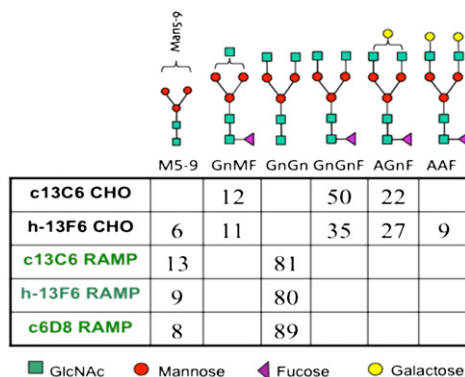 Man5-9
M5-9 GnMF GnGn GnGnF AGnF AAF
c13C6 CHO 12 50 22
h-13F6 CHO 6 11 35 27 9
c13C6 RAMP 13 81
h-13F6 RAMP 9 80
c6D8 RAMP 8 89
GlcNAc Mannose Fucose Galactose